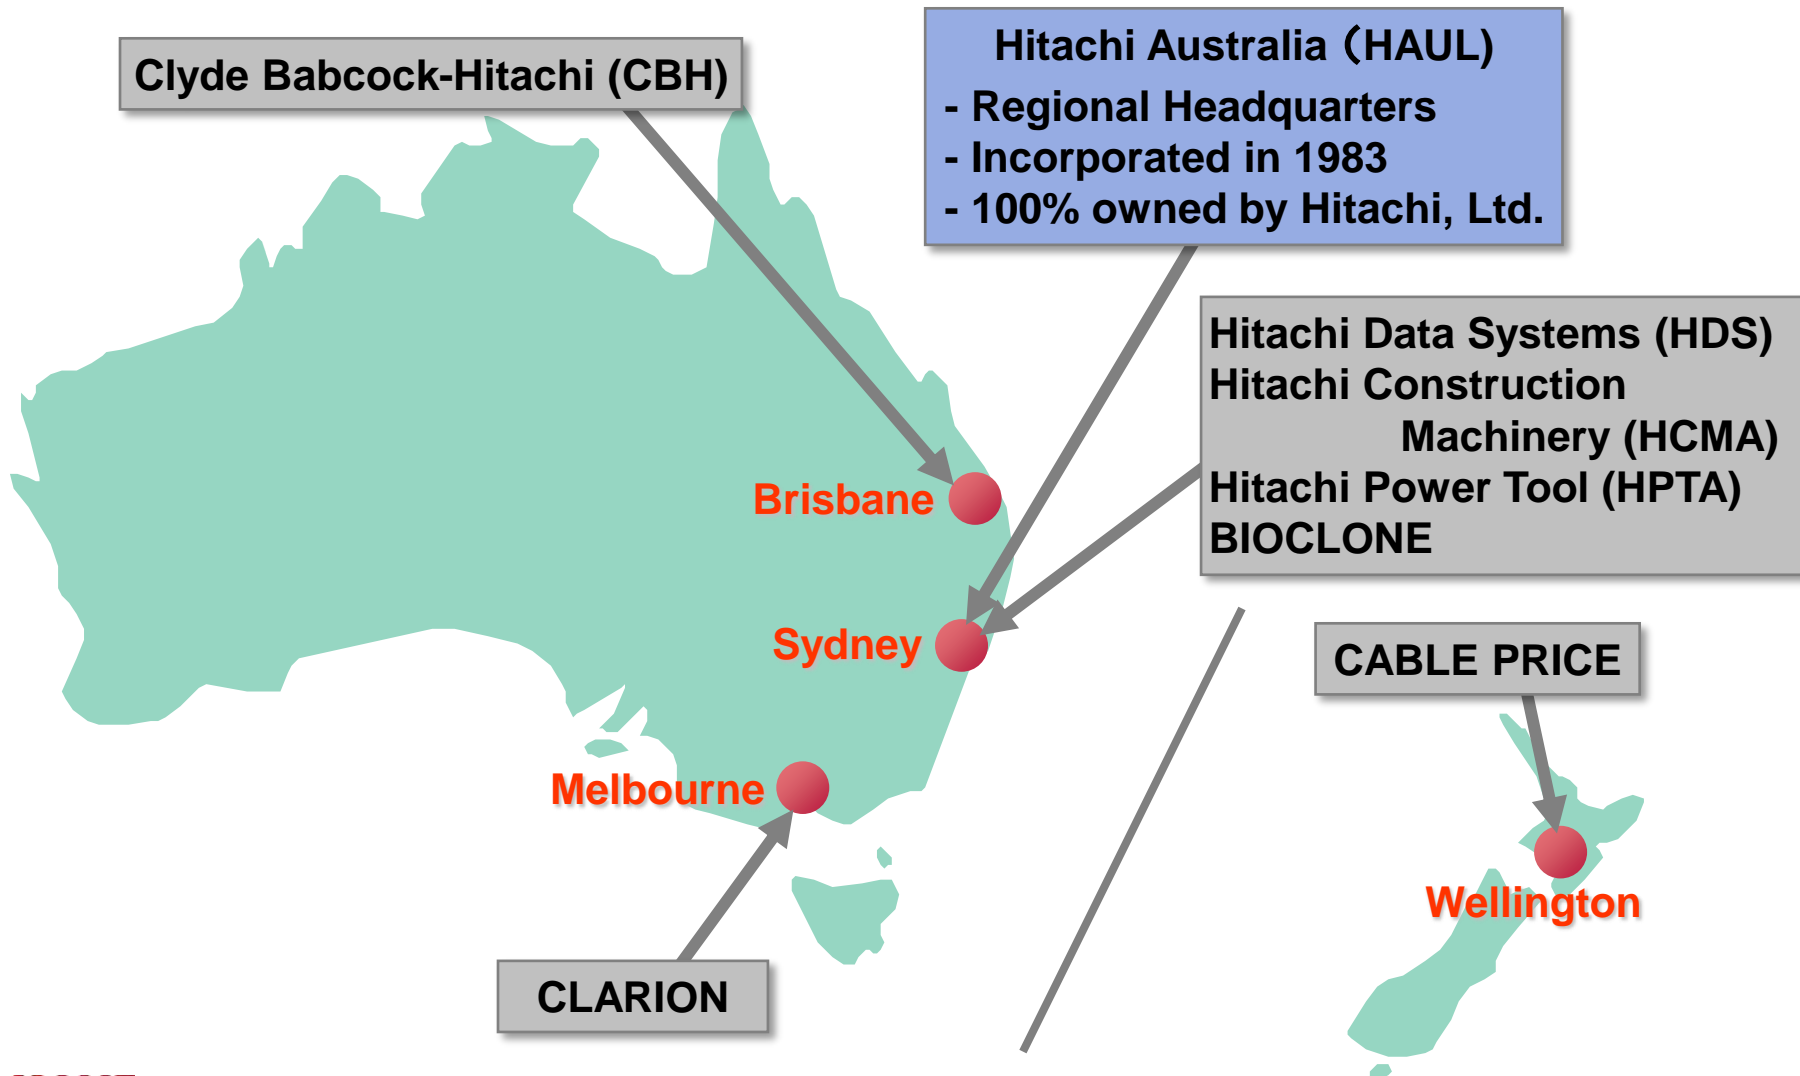 Clyde Babcock-Hitachi (CBH)
Hitachi Australia (HAUL)
- Regional Headquarters
- Incorporated in 1983
- 100% owned by Hitachi, Ltd.
Hitachi Data Systems (HDS)
Hitachi Construction
Machinery (HCMA)
Hitachi Power Tool (HPTA)
BIOCLONE
Brisbane
Sydney
CABLE PRICE
Melbourne
Wellington
CLARION